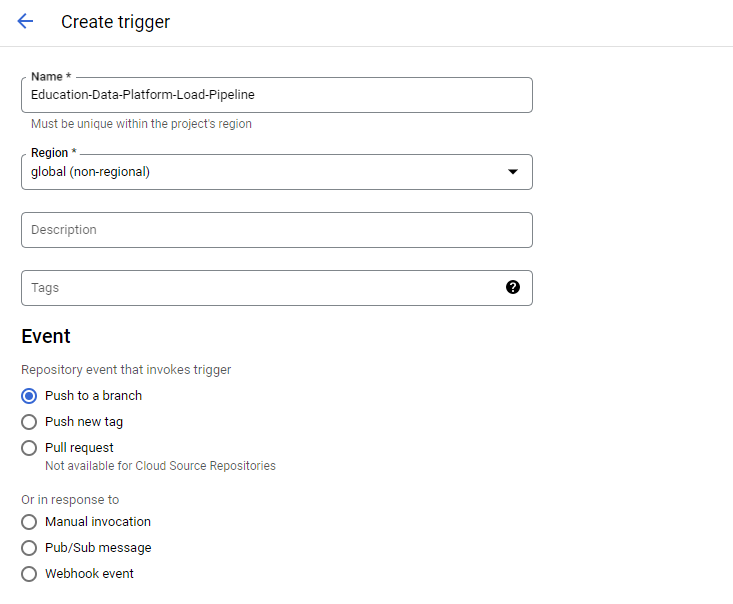 Create trigger
Name *
Education-Data-Platform-Load-Pipeline
Must be unique within the project's region
Region *
global (non-regional)
Description
Tags
?
Event
Repository event that invokes trigger
Push to a branch
Push new tag
Pull request
Not available for Cloud Source Repositories
Or in response to
Manual invocation
Pub/Sub message
Webhook event